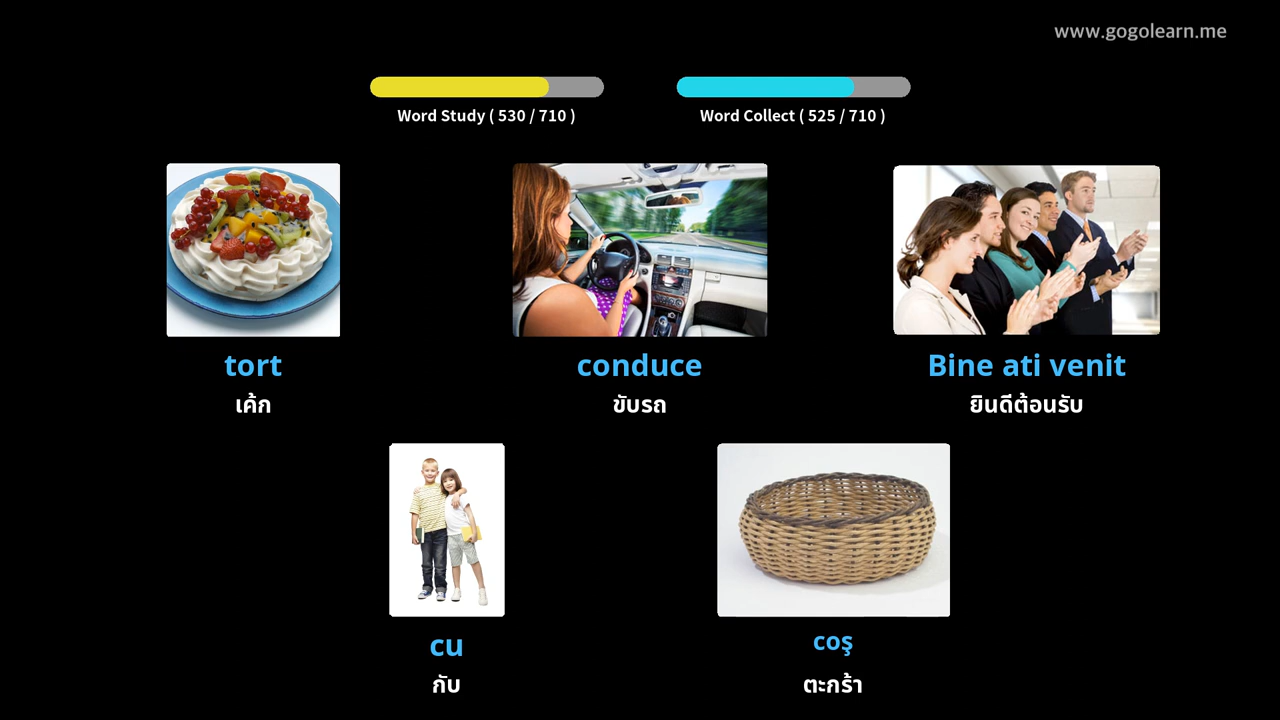 www.gogolearn.me
Word Study ( 530 / 710 )
Word Collect ( 525 / 710 )
tort
conduce
Bine ati venit
เค้ก
ขับรถ
ยินดีต้อนรับ
cu
coş
กับ
ตะกร้า